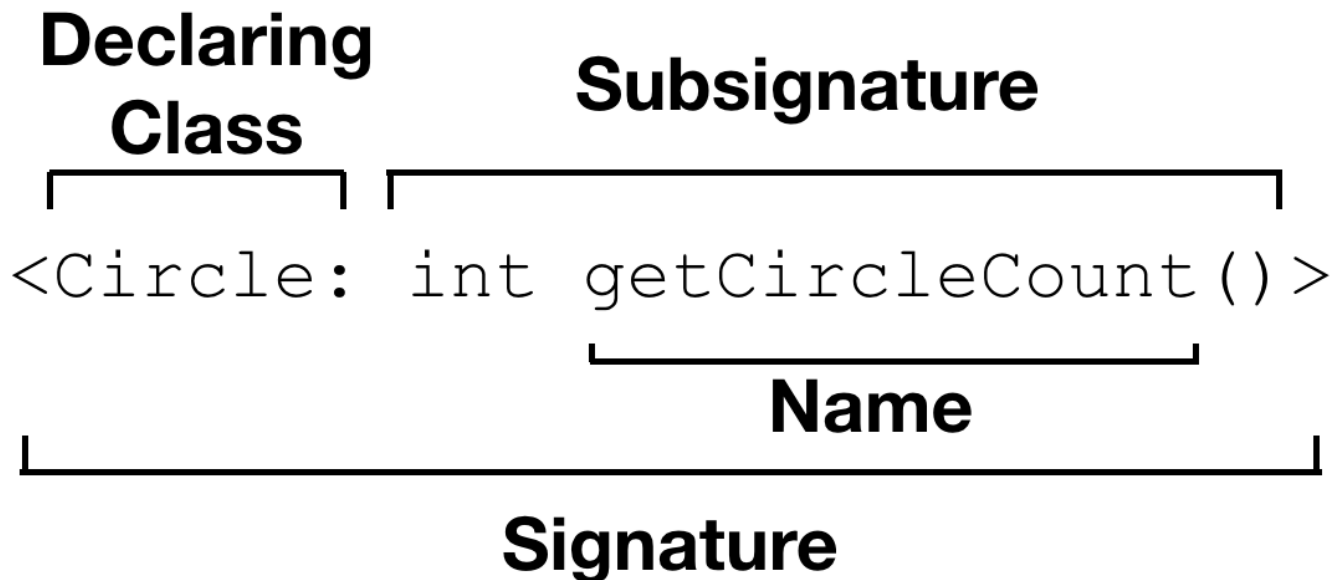 Declaring
Class
Subsignature
<Circle: int getCircleCount()>
Name
Signature